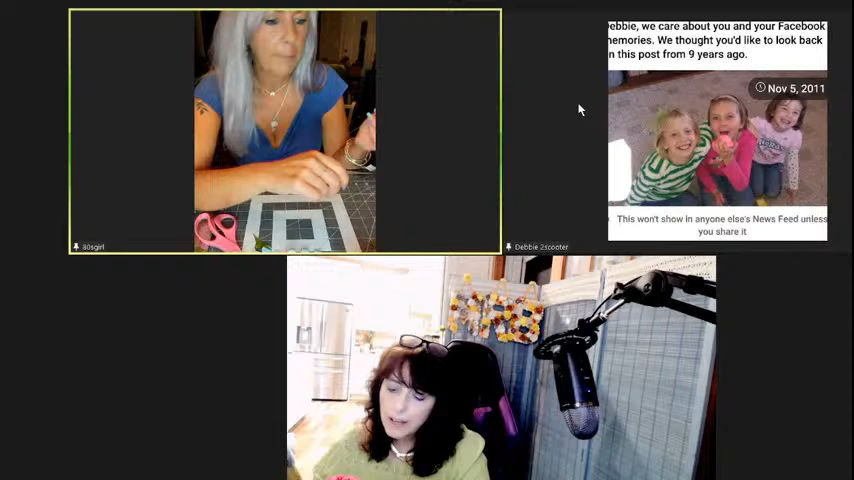 Debbie, we care about you and your Facebook
memories. We thought you'd like to look back
on this post from 9 years ago.
Nov 5, 2011
This won't show in anyone else's News Feed unless
you share it
80sgirl
Debbie 2scooter